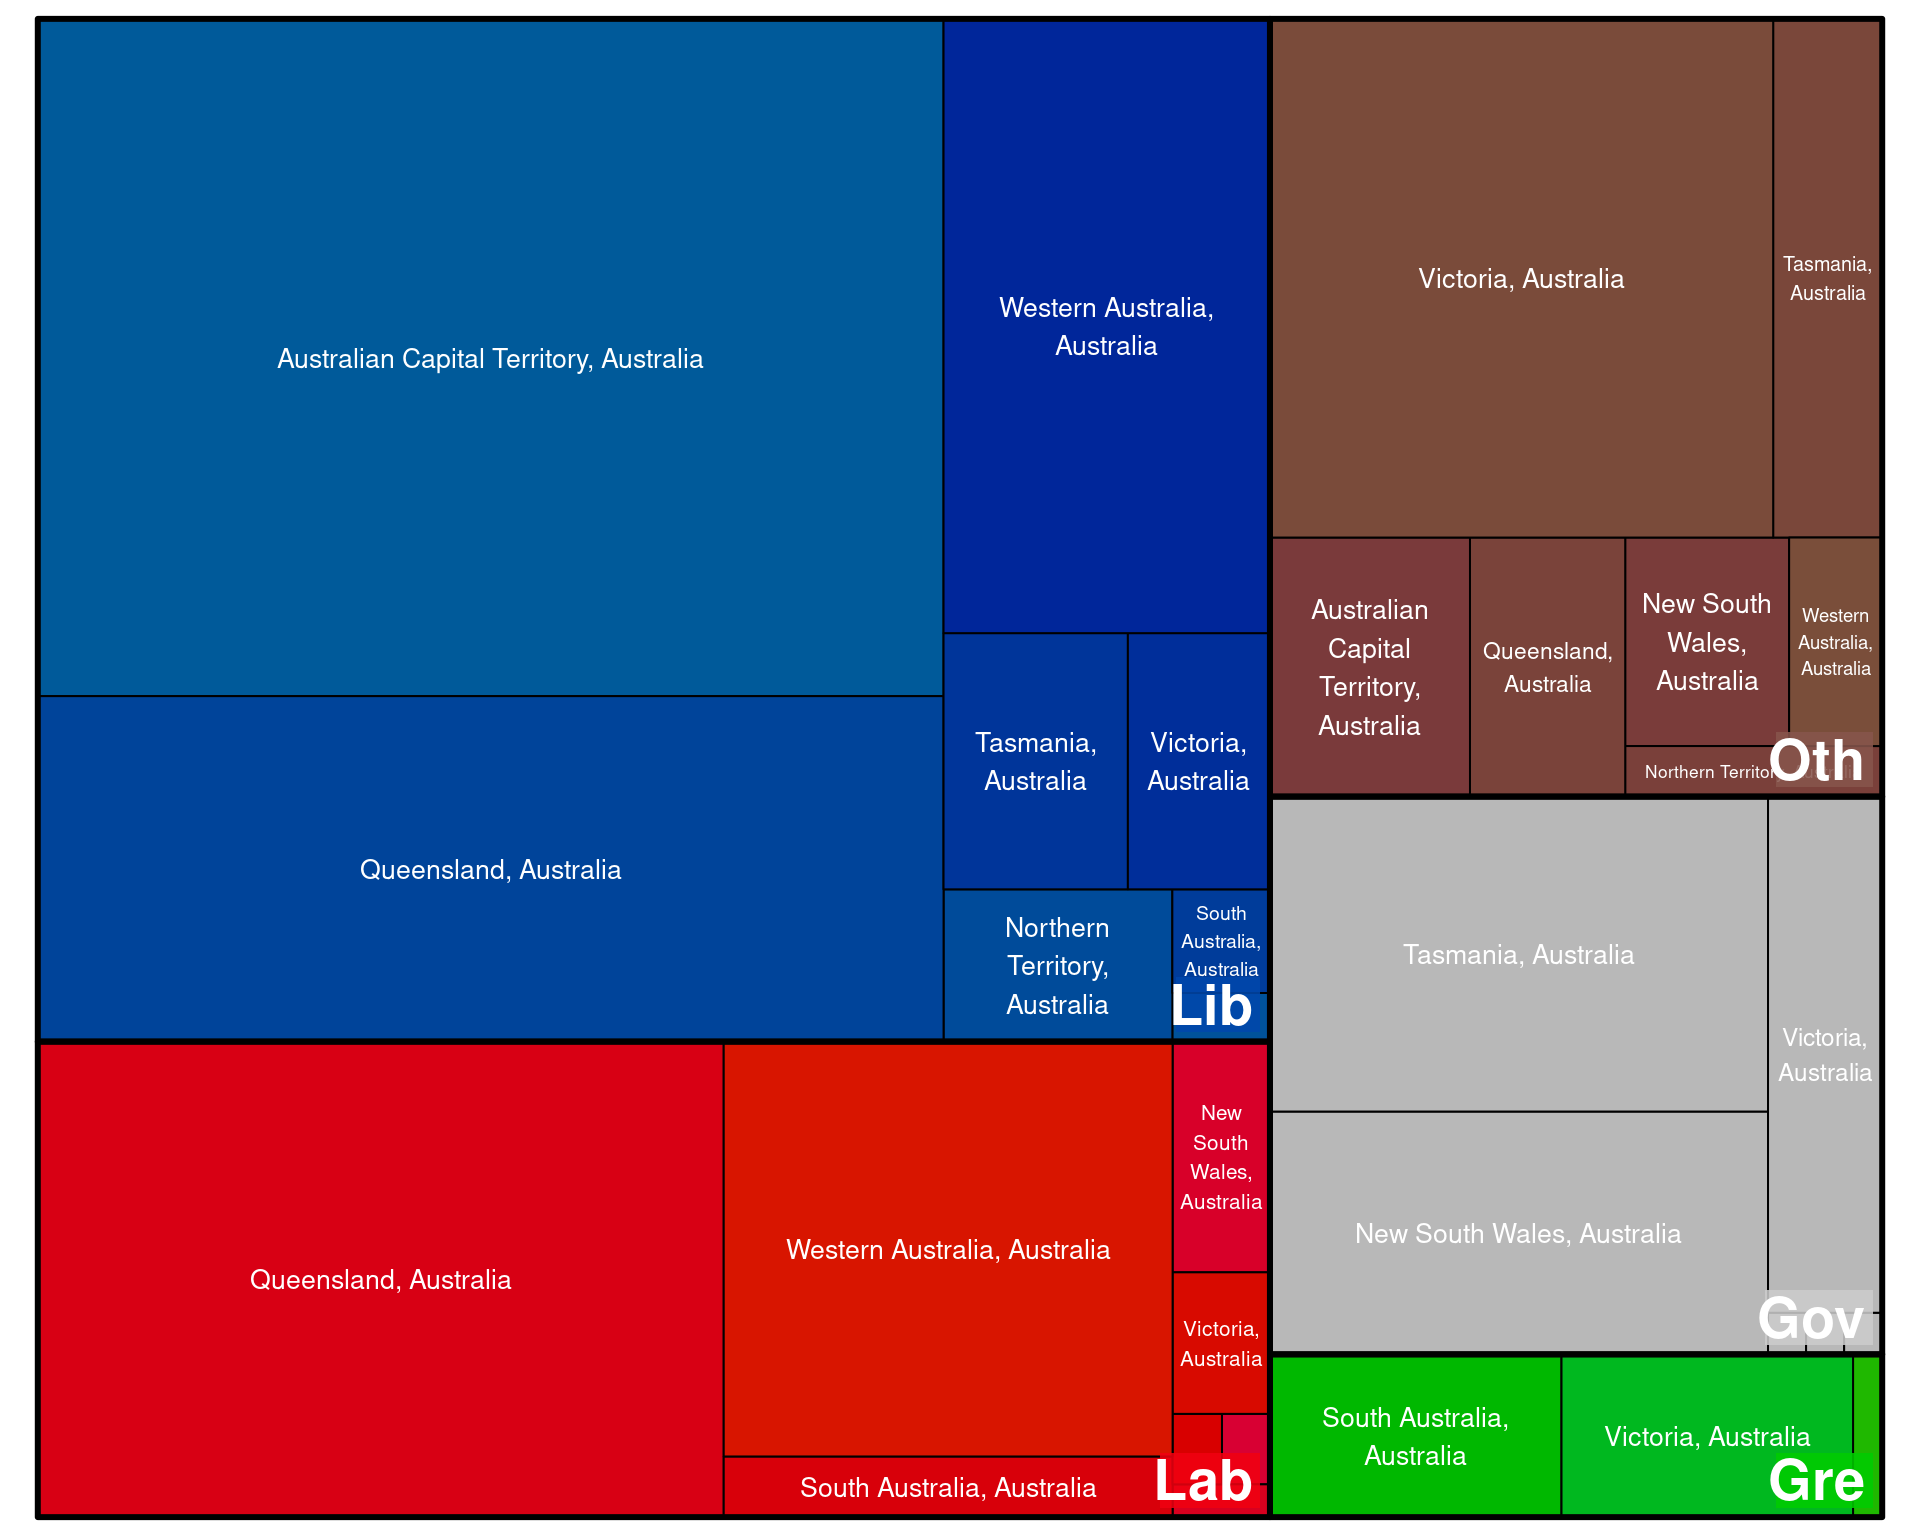 Australian Capital Territory, Australia
Western Australia,
Australia
Queensland, Australia
Tasmania,
Australia
Victoria,
Australia
Northern
Territory,
Australia
South
Australia,
Australia
Lib
Queensland, Australia
Western Australia, Australia
South Australia, Australia
New
South
Wales,
Australia
Victoria,
Australia
Lab
Victoria, Australia
Tasmania,
Australia
Australian
Capital
Territory,
Australia
Queensland,
Australia
New South
Wales,
Australia
Western
Australia,
Australia
Northern Territory, Australia
Oth
Tasmania, Australia
Victoria,
Australia
New South Wales, Australia
Gov
South Australia,
Australia
Victoria, Australia
Gre